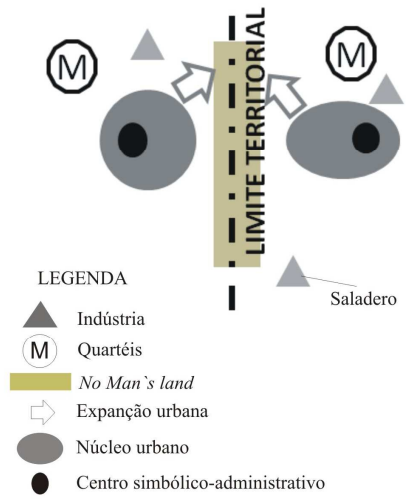 M
M
LIMITE TERRITORIAL
Saladero
LEGENDA
Indústria
M
Quartéis
No Man`s land
Expanção urbana
Núcleo urbano
Centro simbólico-administrativo